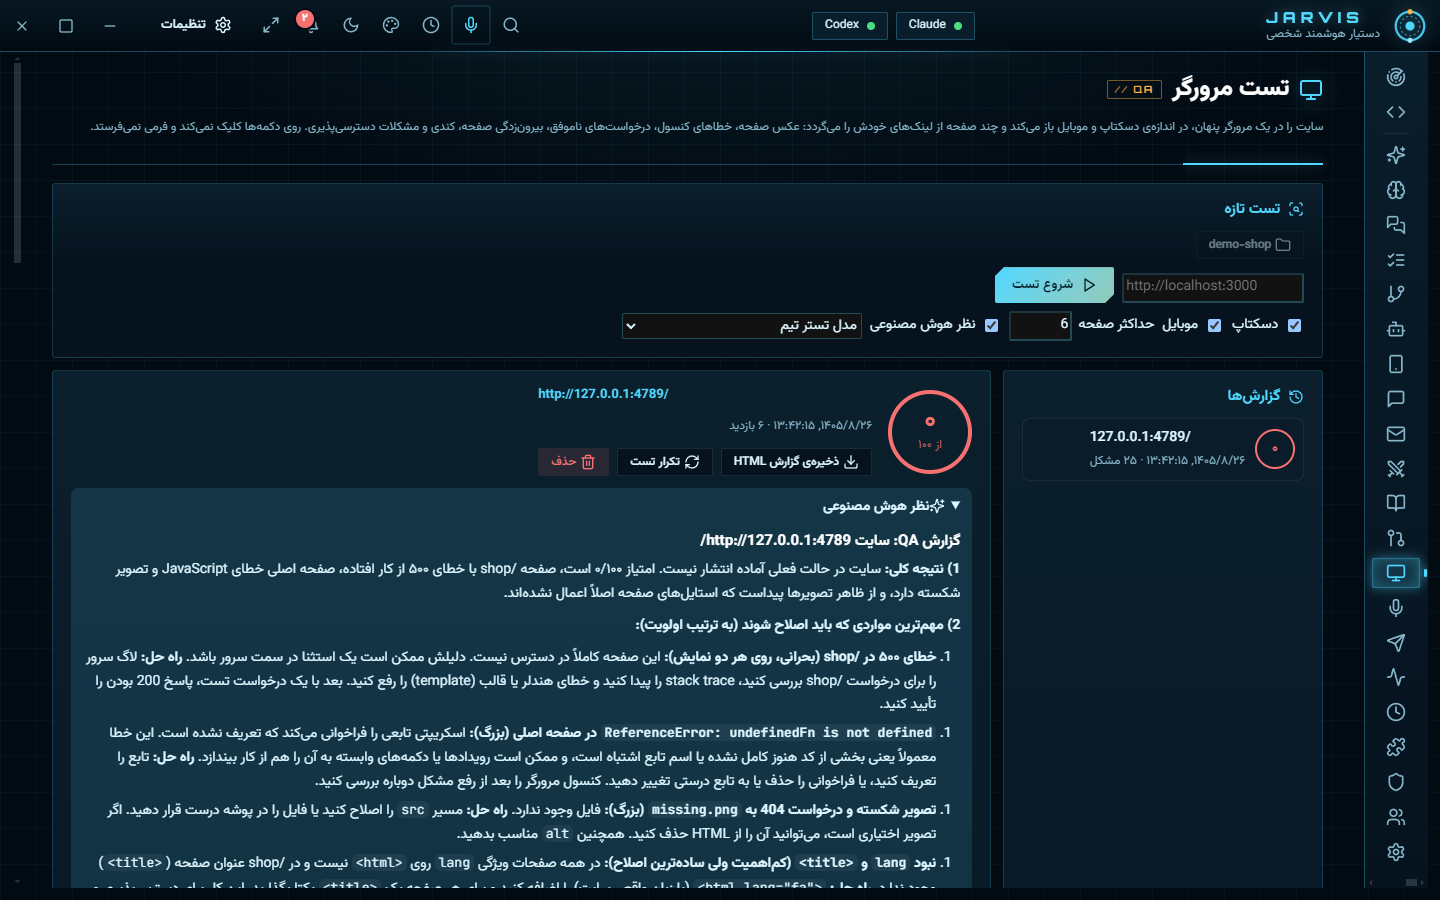 JARVIS
دستیار هوشمند شخصی
Claude
Codex
۲
تنظیمات
تست مرورگر
// QA
سایت را در یک مرورگر پنهان، در اندازه‌ی دسکتاپ و موبایل باز می‌کند و چند صفحه از لینک‌های خودش را می‌گردد: عکس صفحه، خطاهای کنسول، درخواست‌های ناموفق، بیرون‌زدگی صفحه، کندی و مشکلات دسترس‌پذیری. روی دکمه‌ها کلیک نمی‌کند و فرمی نمی‌فرستد.
تست تازه
demo-shop
http://localhost:3000
شروع تست
دسکتاپ
موبایل
حداکثر صفحه
6
نظر هوش مصنوعی
مدل تستر تیم
گزارش‌ها
127.0.0.1:4789/
۱۴۰۵/۸/۲۶, ۱۳:۴۲:۱۵ · ۲۵ مشکل
۰
http://127.0.0.1:4789/
۰
از ۱۰۰
۱۴۰۵/۸/۲۶, ۱۳:۴۲:۱۵ · ۶ بازدید
ذخیره‌ی گزارش HTML
تکرار تست
حذف
نظر هوش مصنوعی
گزارش QA: سایت http://127.0.0.1:4789/
1) نتیجه کلی: سایت در حالت فعلی آماده انتشار نیست. امتیاز ۰/۱۰۰ است، صفحه /shop با خطای ۵۰۰ از کار افتاده، صفحه اصلی خطای JavaScript و تصویر
شکسته دارد، و از ظاهر تصویرها پیداست که استایل‌های صفحه اصلاً اعمال نشده‌اند.
2) مهم‌ترین مواردی که باید اصلاح شوند (به ترتیب اولویت):
1. خطای ۵۰۰ در /shop (بحرانی، روی هر دو نمایش): این صفحه کاملاً در دسترس نیست. دلیلش ممکن است یک استثنا در سمت سرور باشد. راه حل: لاگ سرور
را برای درخواست /shop بررسی کنید، stack trace را پیدا کنید و خطای هندلر یا قالب (template) را رفع کنید. بعد با یک درخواست تست، پاسخ 200 بودن را
تأیید کنید.
1. ReferenceError: undefinedFn is not defined در صفحه اصلی (بزرگ): اسکریپتی تابعی را فراخوانی می‌کند که تعریف نشده است. این خطا
معمولاً یعنی بخشی از کد هنوز کامل نشده یا اسم تابع اشتباه است، و ممکن است رویدادها یا دکمه‌های وابسته به آن را هم از کار بیندازد. راه حل: تابع را
تعریف کنید، یا فراخوانی را حذف یا به تابع درستی تغییر دهید. کنسول مرورگر را بعد از رفع مشکل دوباره بررسی کنید.
1. تصویر شکسته و درخواست 404 به missing.png (بزرگ): فایل وجود ندارد. راه حل: مسیر src را اصلاح کنید یا فایل را در پوشه درست قرار دهید. اگر
تصویر اختیاری است، می‌توانید آن را از HTML حذف کنید. همچنین alt مناسب بدهید.
1. نبود lang و <title> (کم‌اهمیت ولی ساده‌ترین اصلاح): در همه صفحات ویژگی lang روی <html> نیست و در /shop عنوان صفحه (<title>)